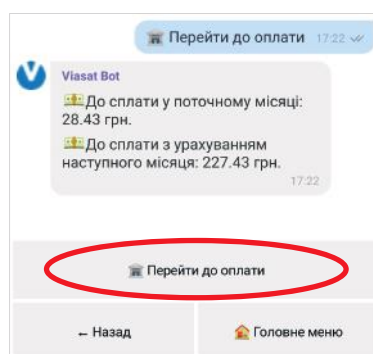 🏦 Перейти до оплати 17:22
Viasat Bot
💵До сплати у поточному місяці:
28.43 грн.
💵До сплати з урахуванням
наступного місяця: 227.43 грн.
17:22
🏦 Перейти до оплати
← Назад
🏠 Головне меню